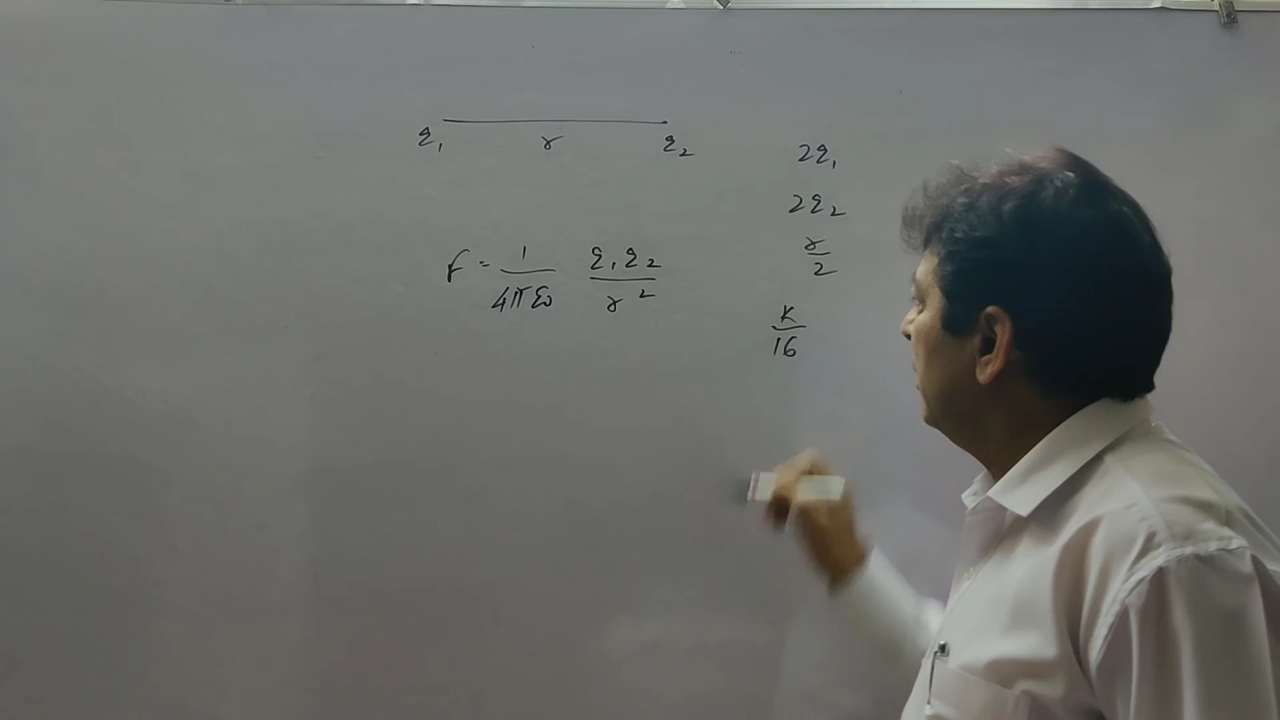 q₁ r q₂
F = 1/4πε₀ q₁q₂/r²
2q₁
2q₂
r/2
K/16